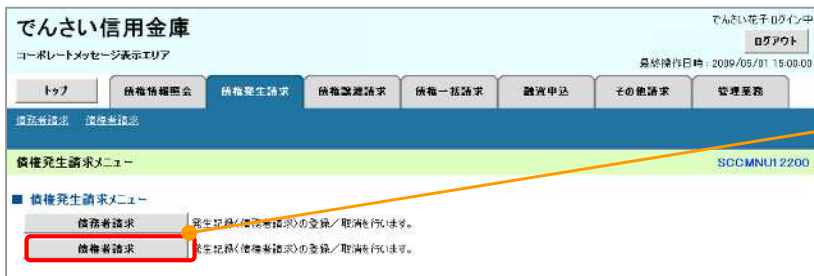 でんさい信用金庫
でんさい花子ログイン中
コーポレートメッセージ表示エリア
ログアウト
最終操作日時：2009/05/01 15:00:00
トップ 債権情報照会 債権発生請求 債権譲渡請求 債権一括請求 融資申込 その他請求 管理業務
債務者請求 債権者請求
債権発生請求メニュー SCCMNU12200
■ 債権発生請求メニュー
債務者請求 発生記録（債務者請求）の登録／取消を行います。
債権者請求 発生記録（債権者請求）の登録／取消を行います。